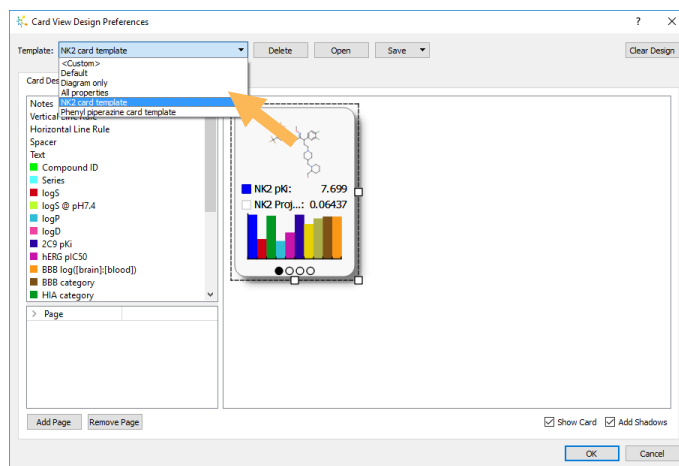 Card View Design Preferences
?
Template: NK2 card template
Delete
Open
Save
Clear Design
<Custom>
Default
Diagram only
All properties
NK2 card template
Phenyl piperazine card template
Card Des
Notes
Vertical Line Rule
Horizontal Line Rule
Spacer
Text
Compound ID
Series
logS
logS @ pH7.4
logP
logD
2C9 pKi
hERG pIC50
BBB log([brain]:[blood])
BBB category
HIA category
NK2 pKi: 7.699
NK2 Proj...: 0.06437
Page
Add Page
Remove Page
Show Card
Add Shadows
OK
Cancel